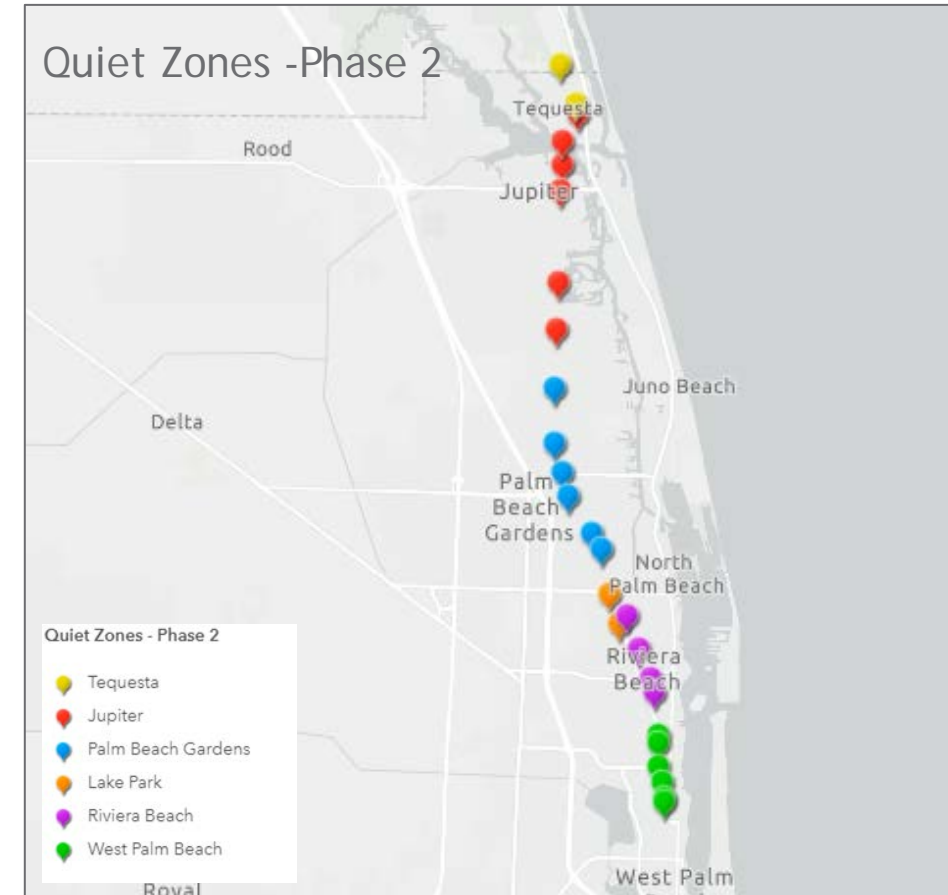 Quiet Zones -Phase 2
Tequesta
Rood
Jupiter
Juno Beach
Delta
Palm
Beach
Gardens
North
Palm Beach
Riviera
Beach
Quiet Zones - Phase 2
Tequesta
Jupiter
Palm Beach Gardens
Lake Park
Riviera Beach
West Palm Beach
West Palm
Royal